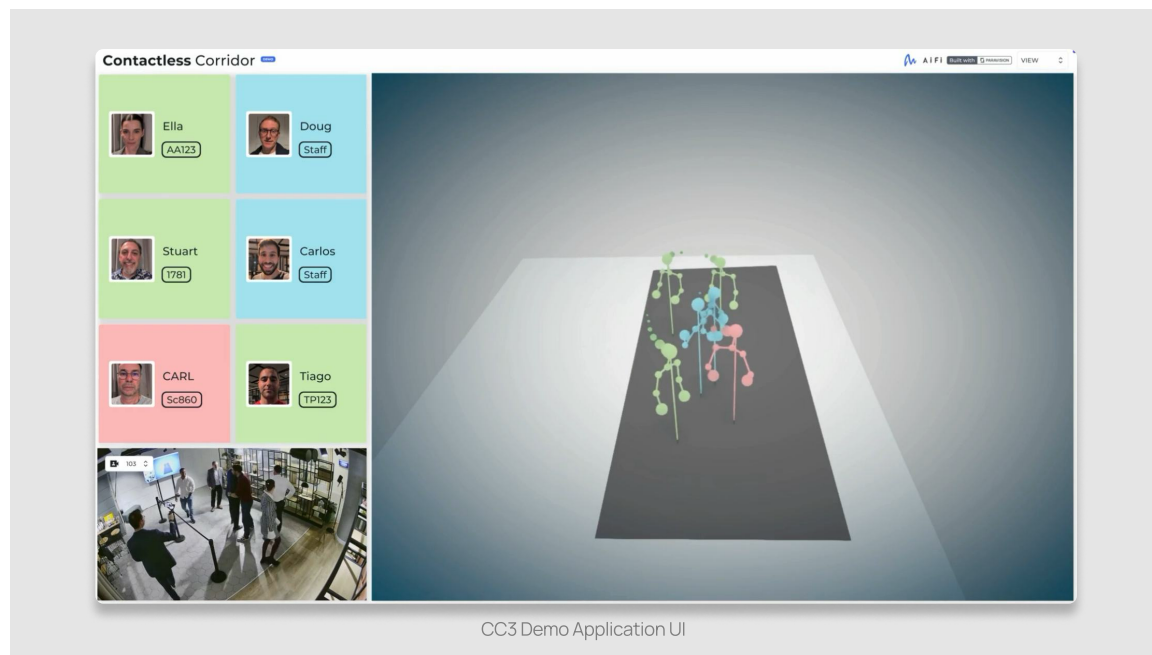 Contactless Corridor
AiFi Built with PARAVISION VIEW
Ella
AA123
Doug
Staff
Stuart
1781
Carlos
Staff
CARL
Sc860
Tiago
TP123
103
CC3 Demo Application UI